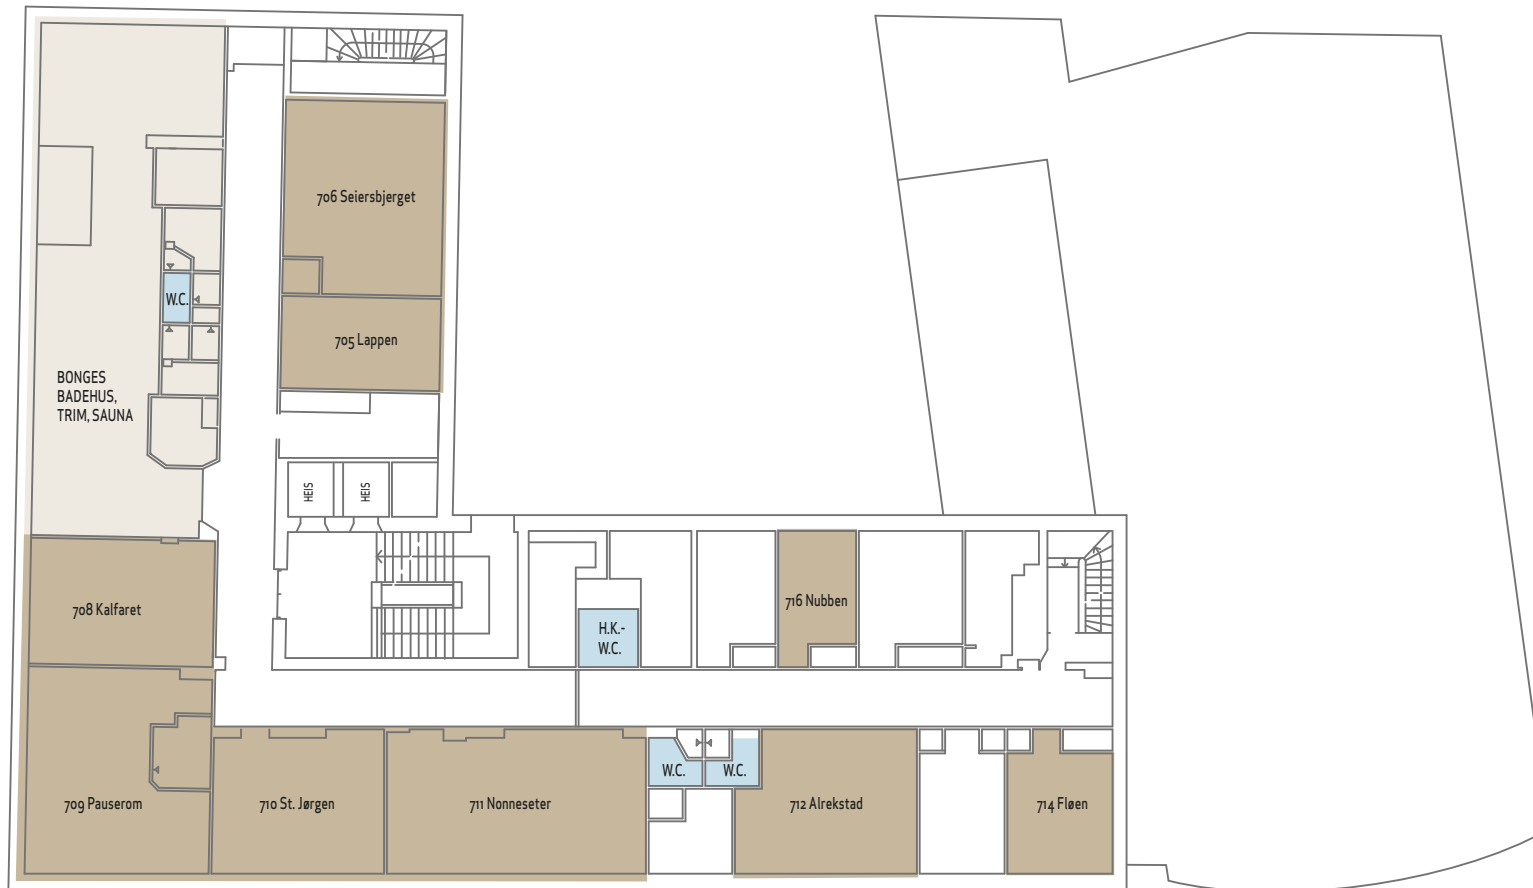 706 Seiersbjerget
W.C.
705 Lappen
BONGES
BADEHUS,
TRIM, SAUNA
HEIS
HEIS
708 Kalfaret
716 Nubben
H.K.-
W.C.
W.C.
W.C.
709 Pauserom
710 St. Jørgen
711 Nonneseter
712 Alrekstad
714 Fløen